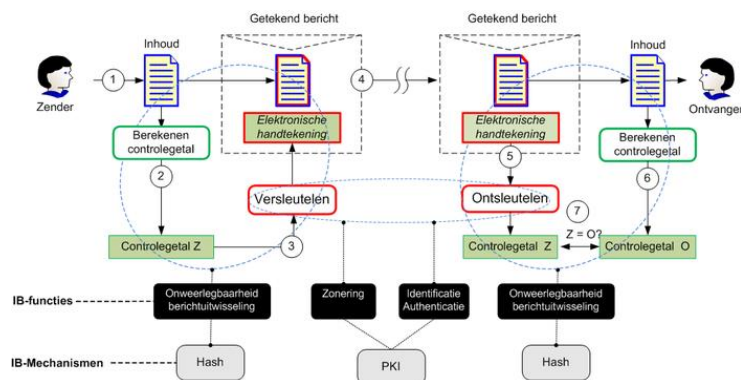 Getekend bericht
Getekend bericht
Inhoud
Inhoud
1
4
Zender
Ontvanger
Elektronische
handtekening
Elektronische
handtekening
Berekenen
controlegetal
Berekenen
controlegetal
2
5
6
Versleutelen
Ontsleutelen
7
Z = O?
Controlegetal Z
3
Controlegetal Z
Controlegetal O
IB-functies
Onweerlegbaarheid
berichtuitwisseling
Zonering
Identificatie
Authenticatie
Onweerlegbaarheid
berichtuitwisseling
IB-Mechanismen
Hash
PKI
Hash